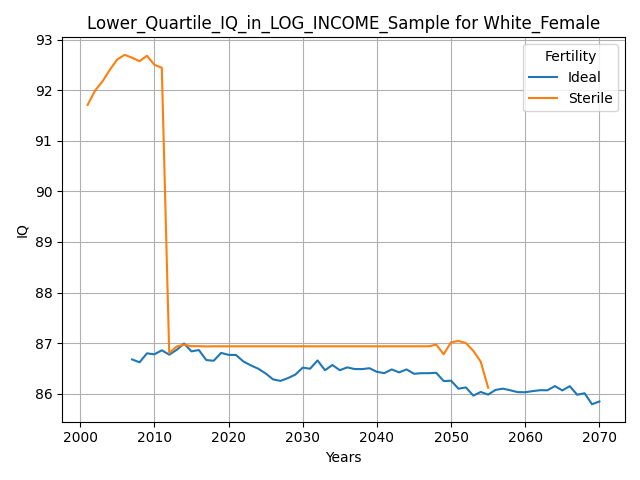 Lower_Quartile_IQ_in_LOG_INCOME_Sample for White_Female
93
92
91
90
89
88
87
86
IQ
Fertility
Ideal
Sterile
2000 2010 2020 2030 2040 2050 2060 2070
Years